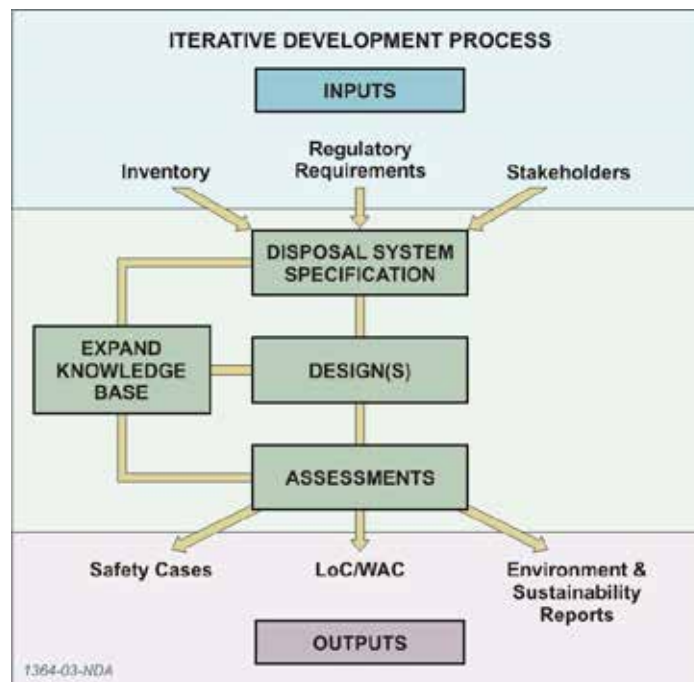 ITERATIVE DEVELOPMENT PROCESS
INPUTS
Inventory
Regulatory
Requirements
Stakeholders
DISPOSAL SYSTEM
SPECIFICATION
EXPAND
KNOWLEDGE
BASE
DESIGN(S)
ASSESSMENTS
Safety Cases
LoC/WAC
Environment &
Sustainability
Reports
OUTPUTS
1364-03-NDA